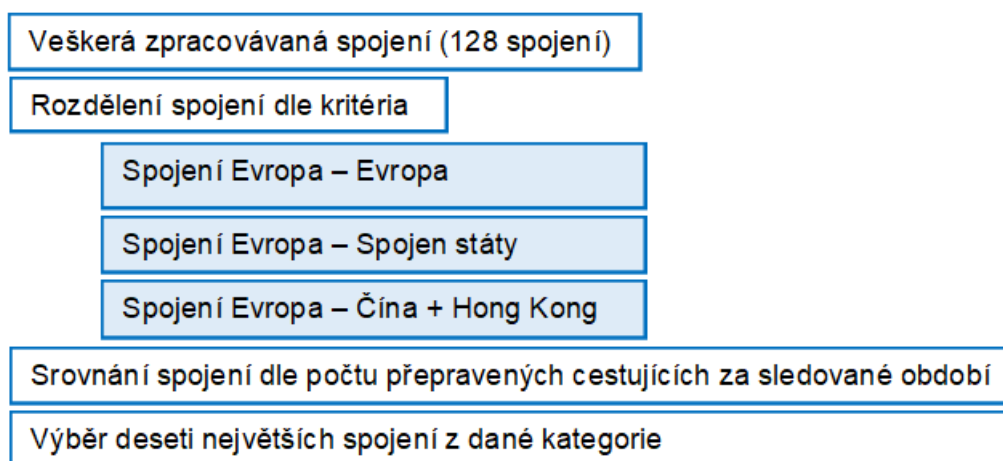 Veškerá zpracovávaná spojení (128 spojení)
Rozdělení spojení dle kritéria
Spojení Evropa – Evropa
Spojení Evropa – Spojen státy
Spojení Evropa – Čína + Hong Kong
Srovnání spojení dle počtu přepravených cestujících za sledované období
Výběr deseti největších spojení z dané kategorie